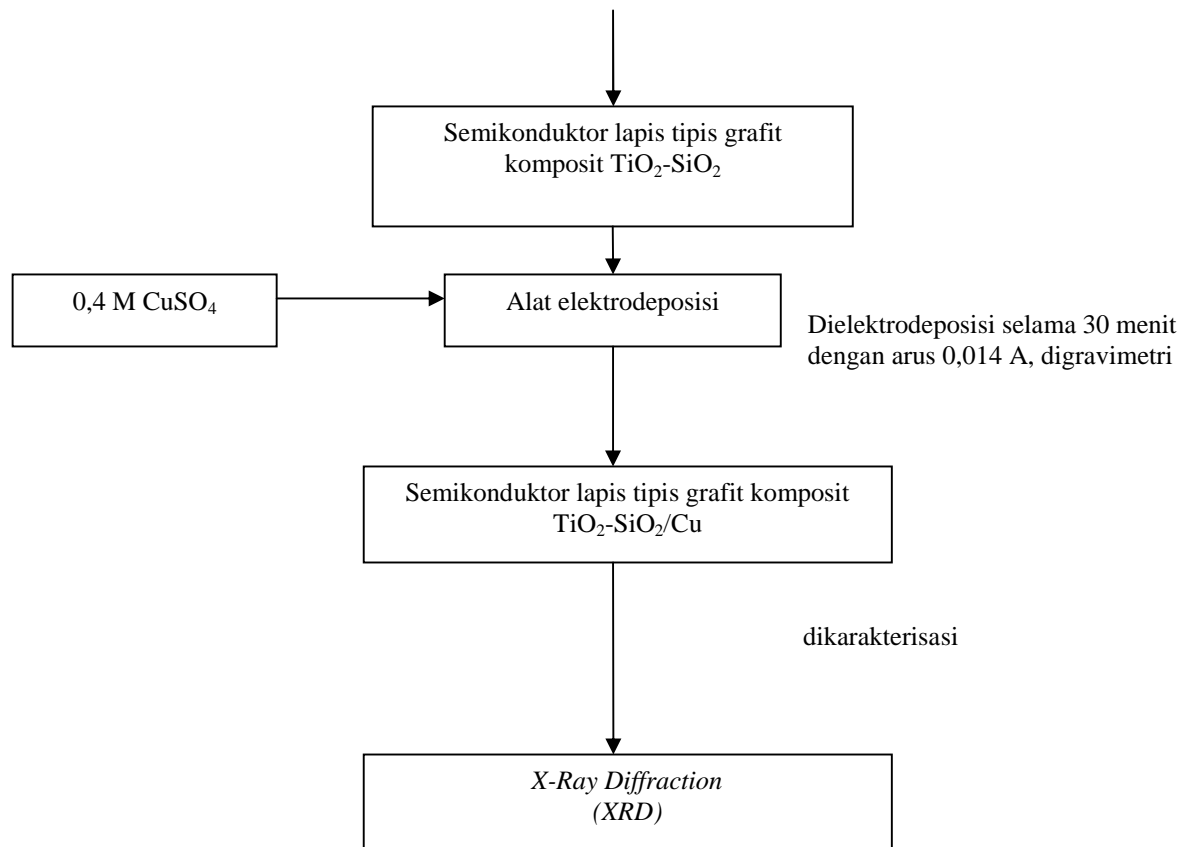 Semikonduktor lapis tipis grafit
komposit TiO₂-SiO₂
0,4 M CuSO₄
Alat elektrodeposisi
Dielektrodeposisi selama 30 menit
dengan arus 0,014 A, digravimetri
Semikonduktor lapis tipis grafit komposit
TiO₂-SiO₂/Cu
dikarakterisasi
X-Ray Diffraction
(XRD)